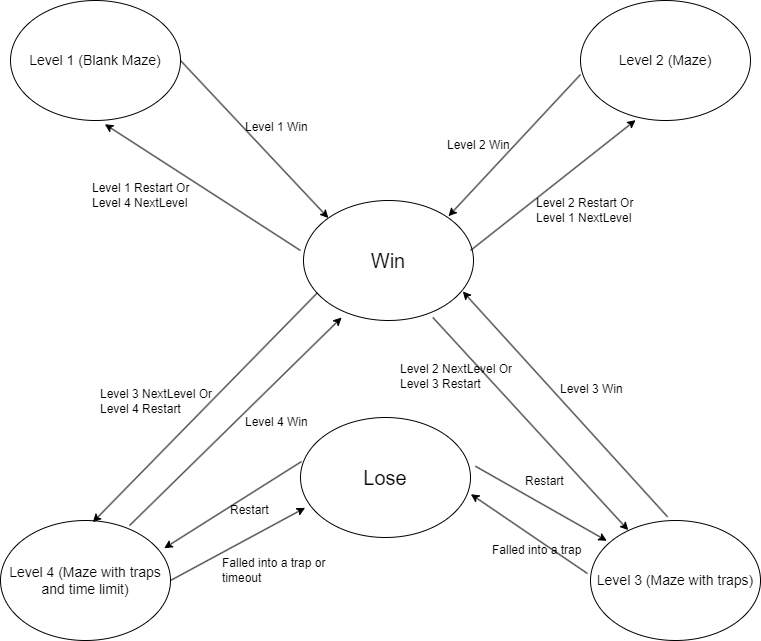 Level 1 (Blank Maze)
Level 2 (Maze)
Level 1 Win
Level 2 Win
Level 1 Restart Or
Level 4 NextLevel
Level 2 Restart Or
Level 1 NextLevel
Win
Level 2 NextLevel Or
Level 3 Restart
Level 3 NextLevel Or
Level 4 Restart
Level 3 Win
Level 4 Win
Lose
Restart
Restart
Falled into a trap
Falled into a trap or
timeout
Level 4 (Maze with traps
and time limit)
Level 3 (Maze with traps)